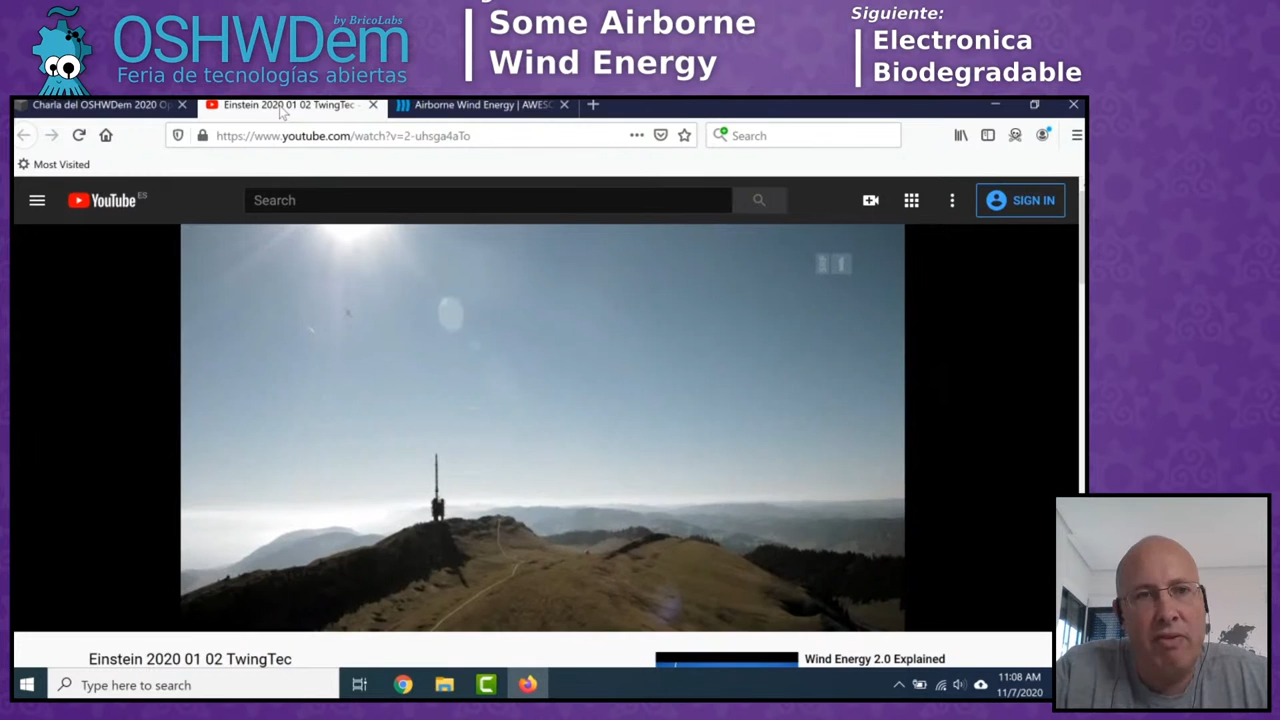 by BricoLabs
OSHWDem
Feria de tecnologías abiertas
Some Airborne
Wind Energy
Siguiente:
Electronica
Biodegradable
Charla del OSHWDem 2020 Op
Einstein 2020 01 02 TwingTec -
Airborne Wind Energy | AWESC
https://www.youtube.com/watch?v=2-uhsga4aTo
Search
Most Visited
YouTube ES
Search
SIGN IN
Einstein 2020 01 02 TwingTec
Wind Energy 2.0 Explained
Type here to search
11:08 AM
11/7/2020